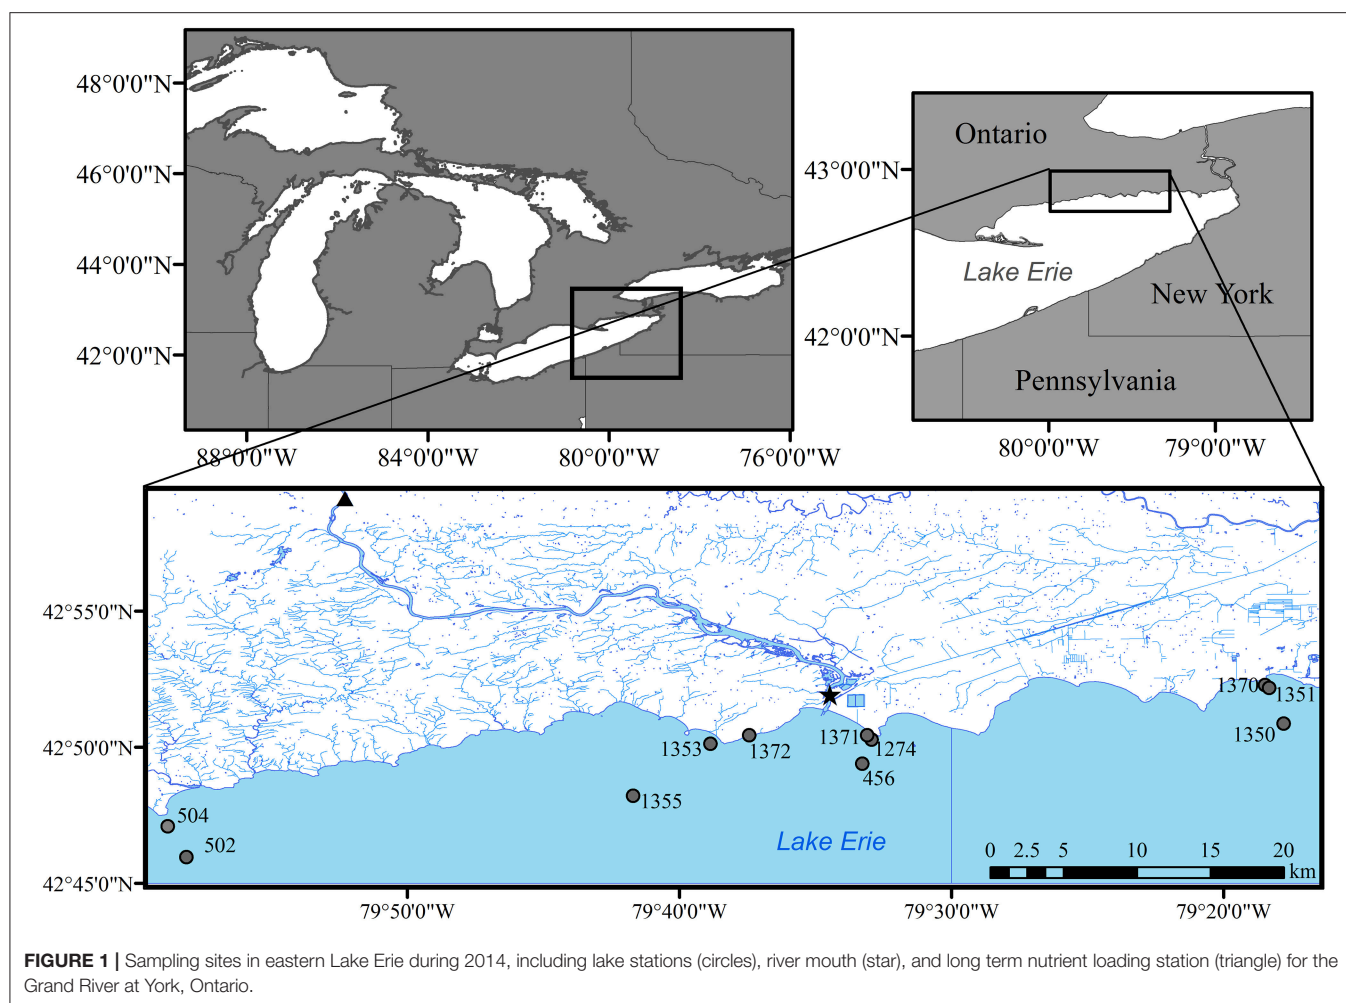 48°0'0"N
46°0'0"N
44°0'0"N
42°0'0"N
88°0'0"W
84°0'0"W
80°0'0"W
76°0'0"W
Ontario
43°0'0"N
Lake Erie
New York
42°0'0"N
Pennsylvania
80°0'0"W
79°0'0"W
42°55'0"N
42°50'0"N
42°45'0"N
1370
1351
1350
1353
1372
1371
1274
456
1355
504
502
Lake Erie
0 2.5 5 10 15 20
km
79°50'0"W
79°40'0"W
79°30'0"W
79°20'0"W
FIGURE 1 | Sampling sites in eastern Lake Erie during 2014, including lake stations (circles), river mouth (star), and long term nutrient loading station (triangle) for the
Grand River at York, Ontario.